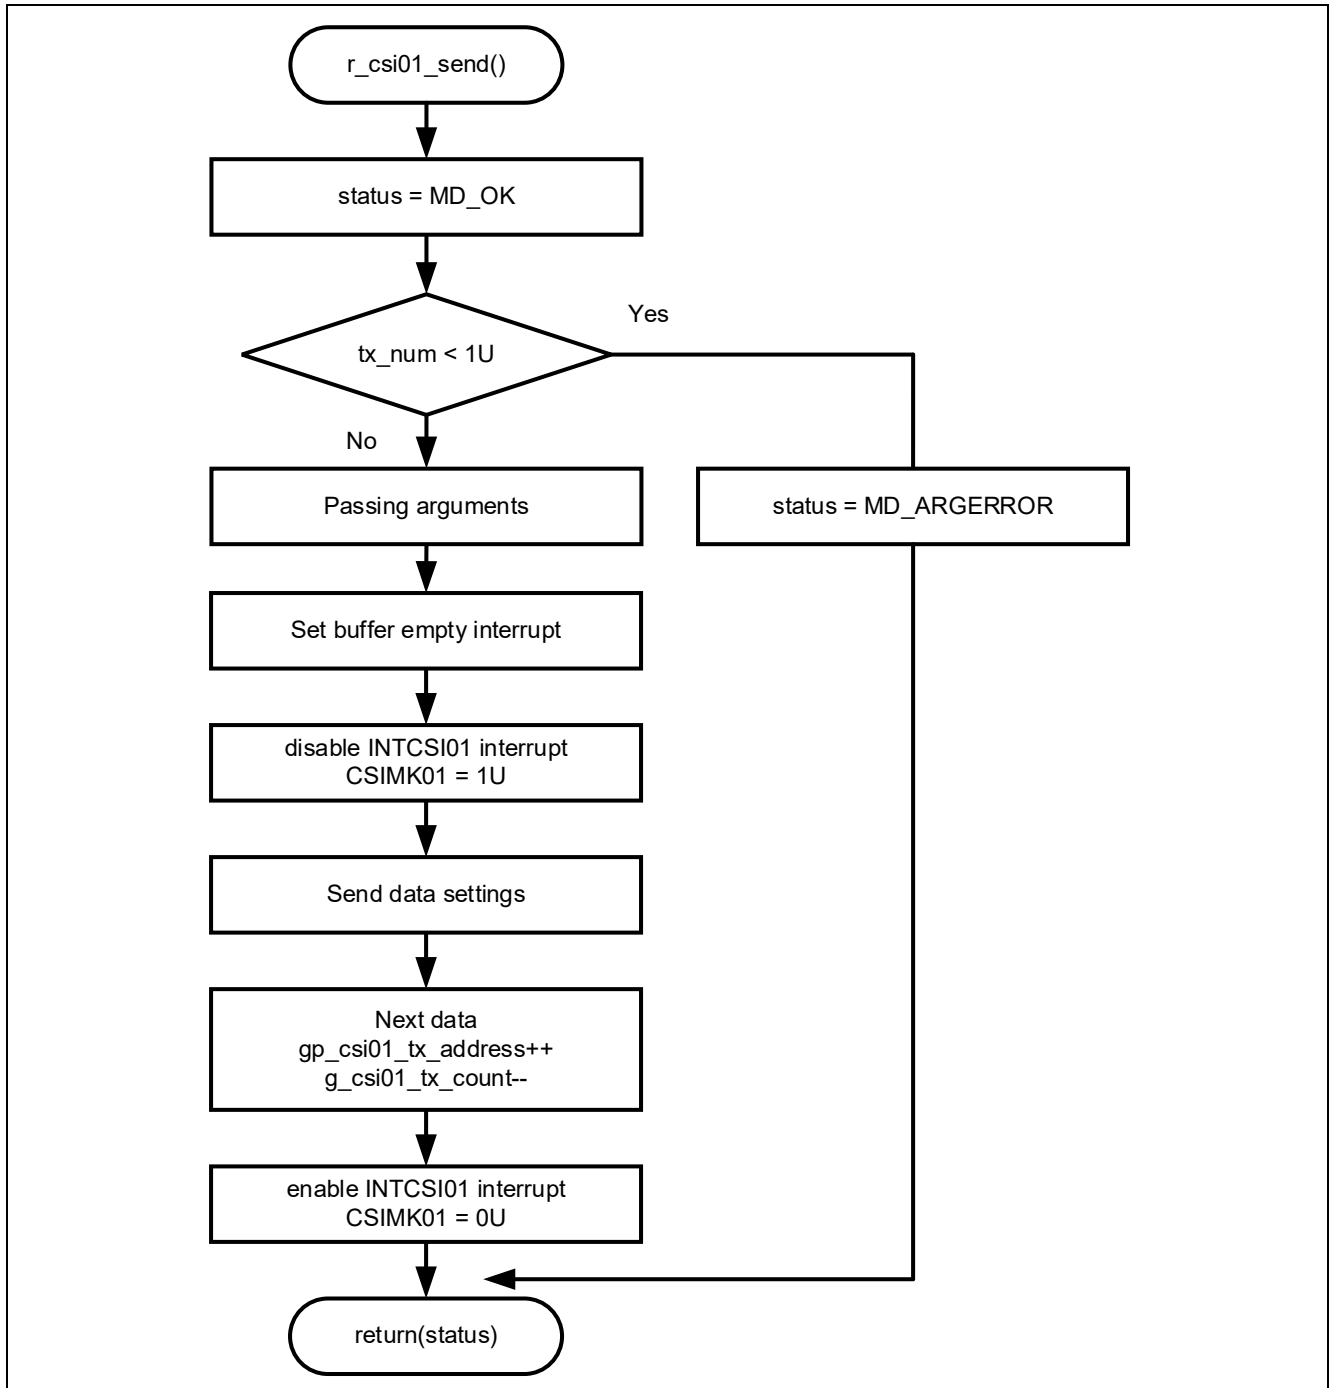 r_csi01_send()
status = MD_OK
Yes
tx_num < 1U
No
Passing arguments
status = MD_ARGERROR
Set buffer empty interrupt
disable INTCSI01 interrupt
CSIMK01 = 1U
Send data settings
Next data
gp_csi01_tx_address++
g_csi01_tx_count--
enable INTCSI01 interrupt
CSIMK01 = 0U
return(status)